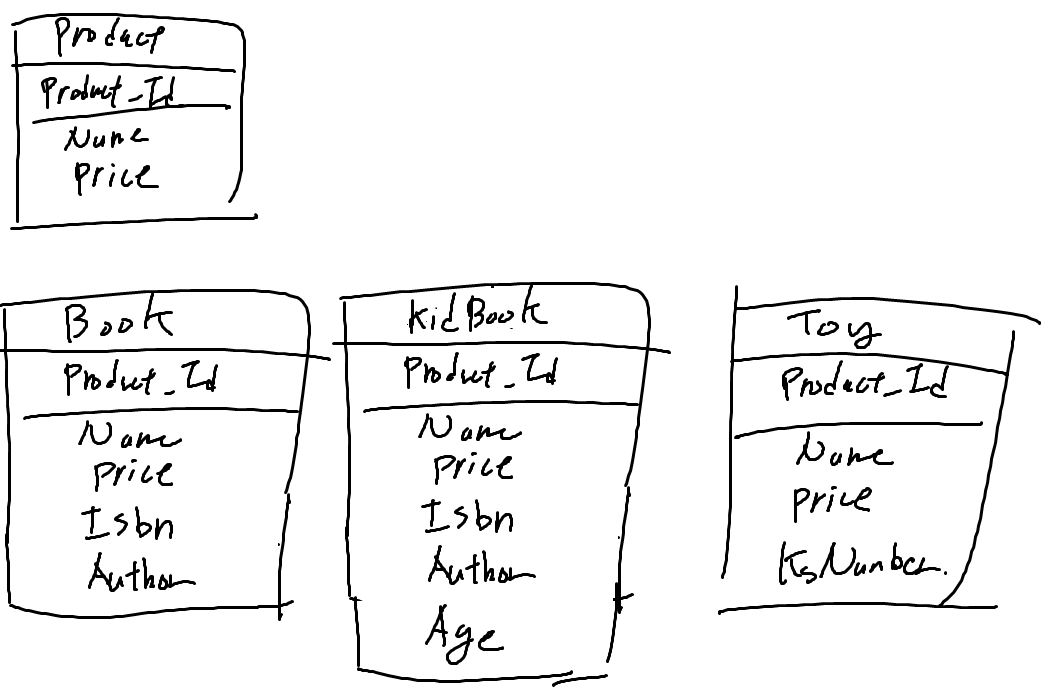 Product
Product_Id
Name
Price
Book
Product_Id
Name
Price
Isbn
Author
KidBook
Product_Id
Name
Price
Isbn
Author
Age
Toy
Product_Id
Name
Price
KsNumber.